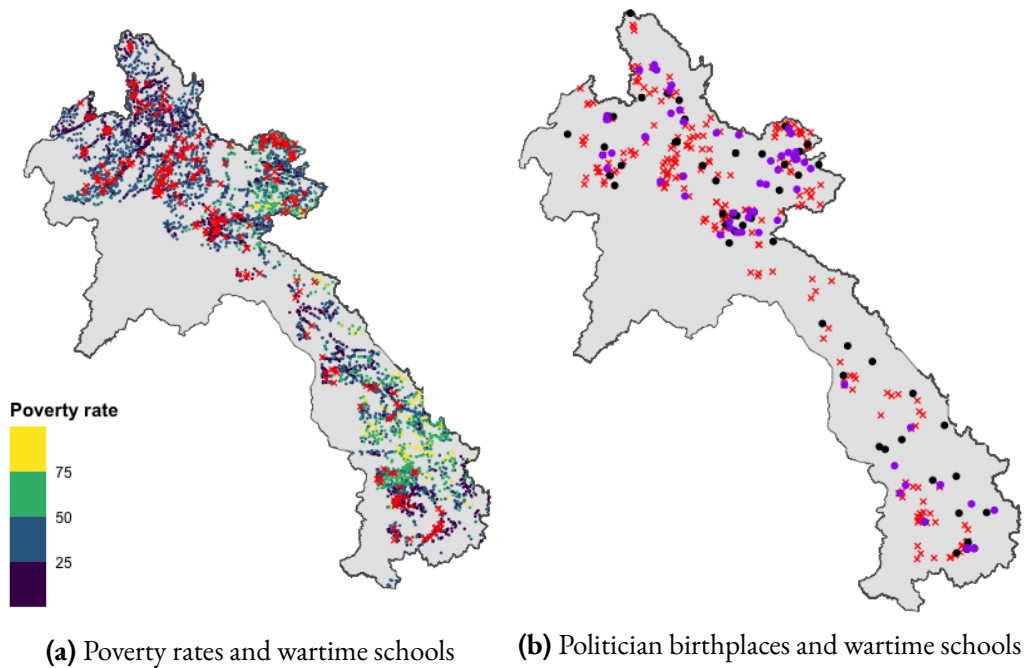 Poverty rate
75
50
25
(a) Poverty rates and wartime schools
(b) Politician birthplaces and wartime schools